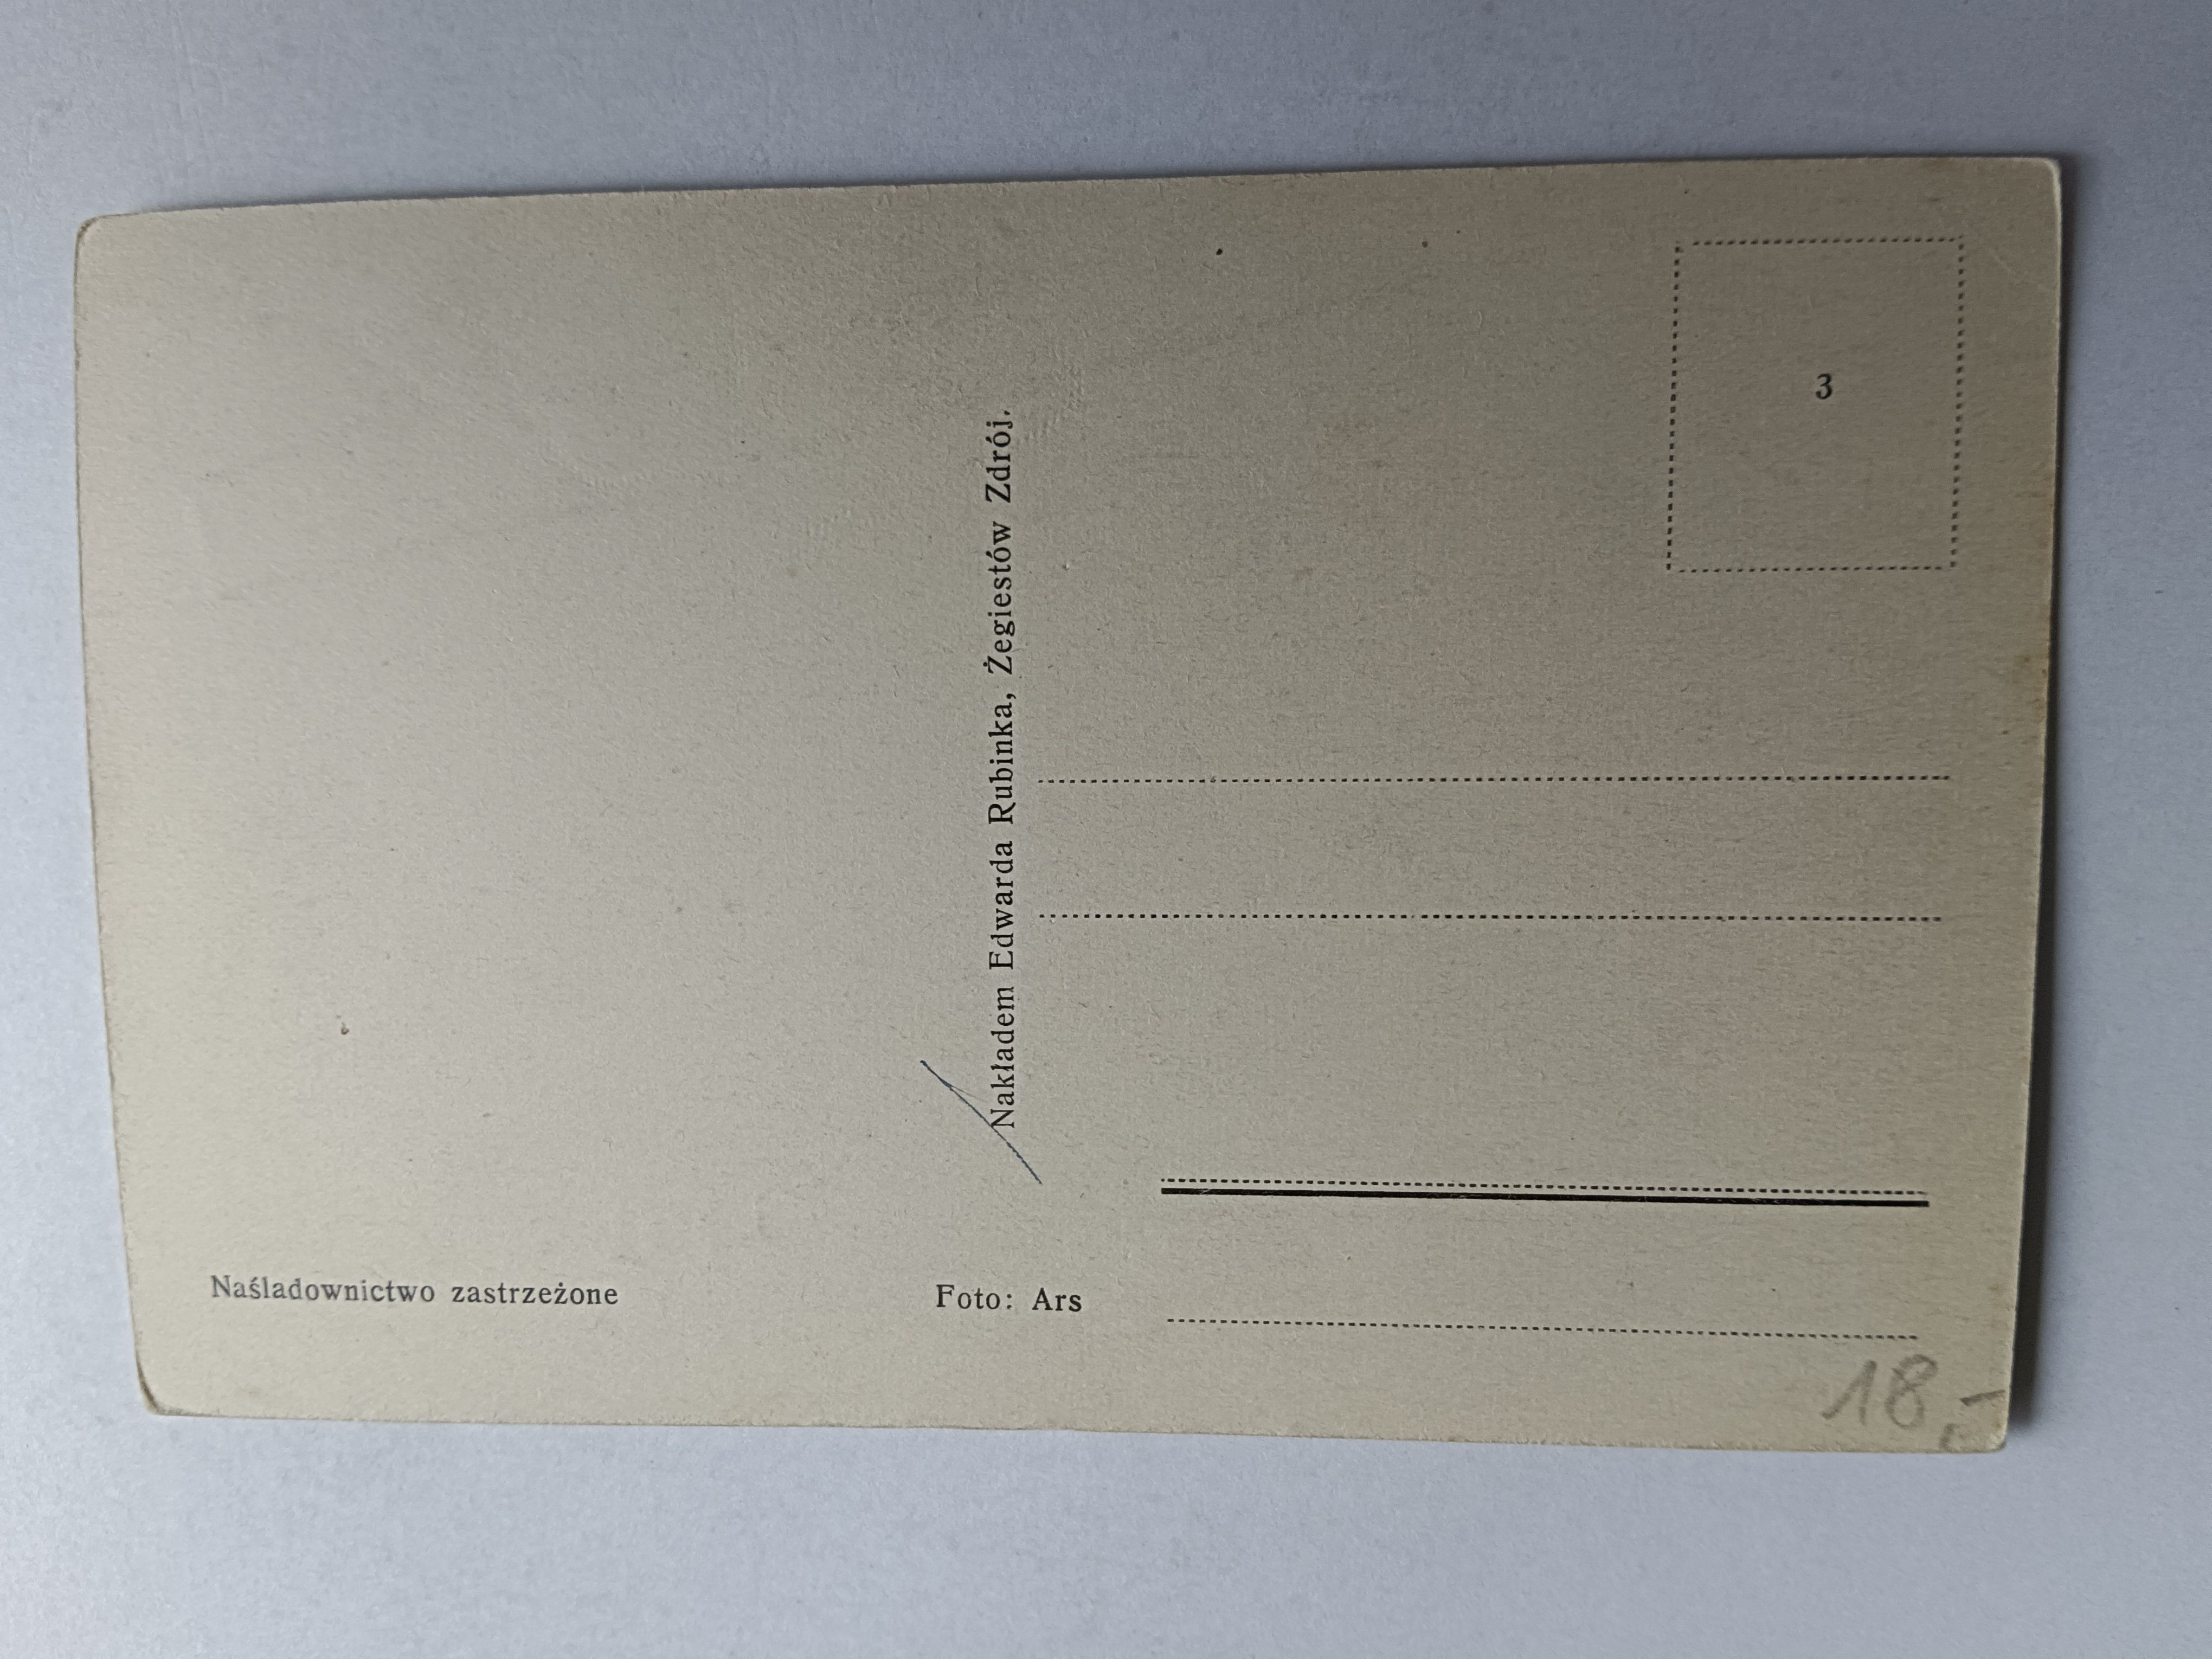 3
Nakładem Edwarda Rubinka, Żegiestów Zdrój.
Naśladownictwo zastrzeżone
Foto: Ars
18,-